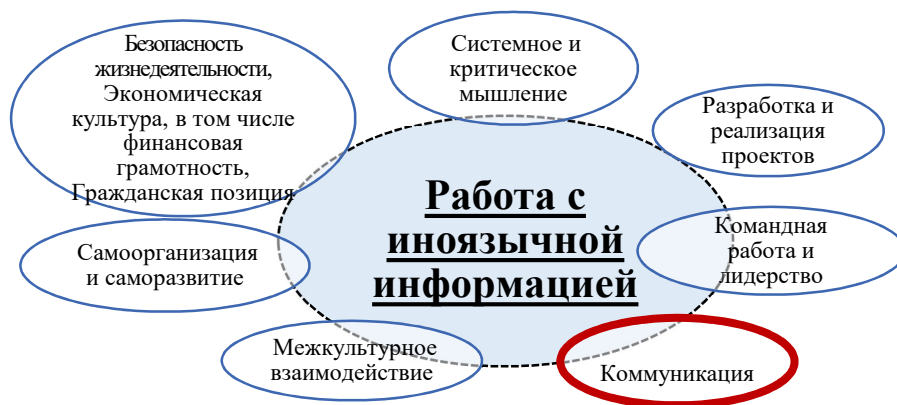 Безопасность
жизнедеятельности,
Экономическая
культура, в том числе
финансовая
грамотность,
Гражданская позиция
Системное и
критическое
мышление
Разработка и
реализация
проектов
Работа с
иноязычной
информацией
Самоорганизация
и саморазвитие
Командная
работа и
лидерство
Межкультурное
взаимодействие
Коммуникация